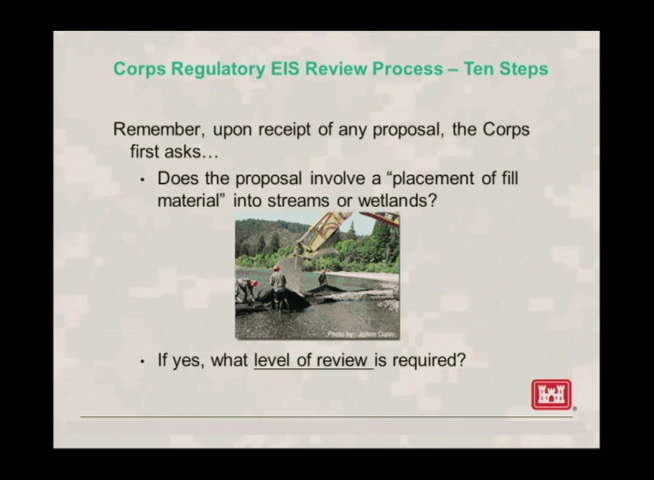 Corps Regulatory EIS Review Process – Ten Steps
Remember, upon receipt of any proposal, the Corps
first asks…
• Does the proposal involve a “placement of fill
material” into streams or wetlands?
Photo by: JoAnn Dunn
• If yes, what level of review is required?
®